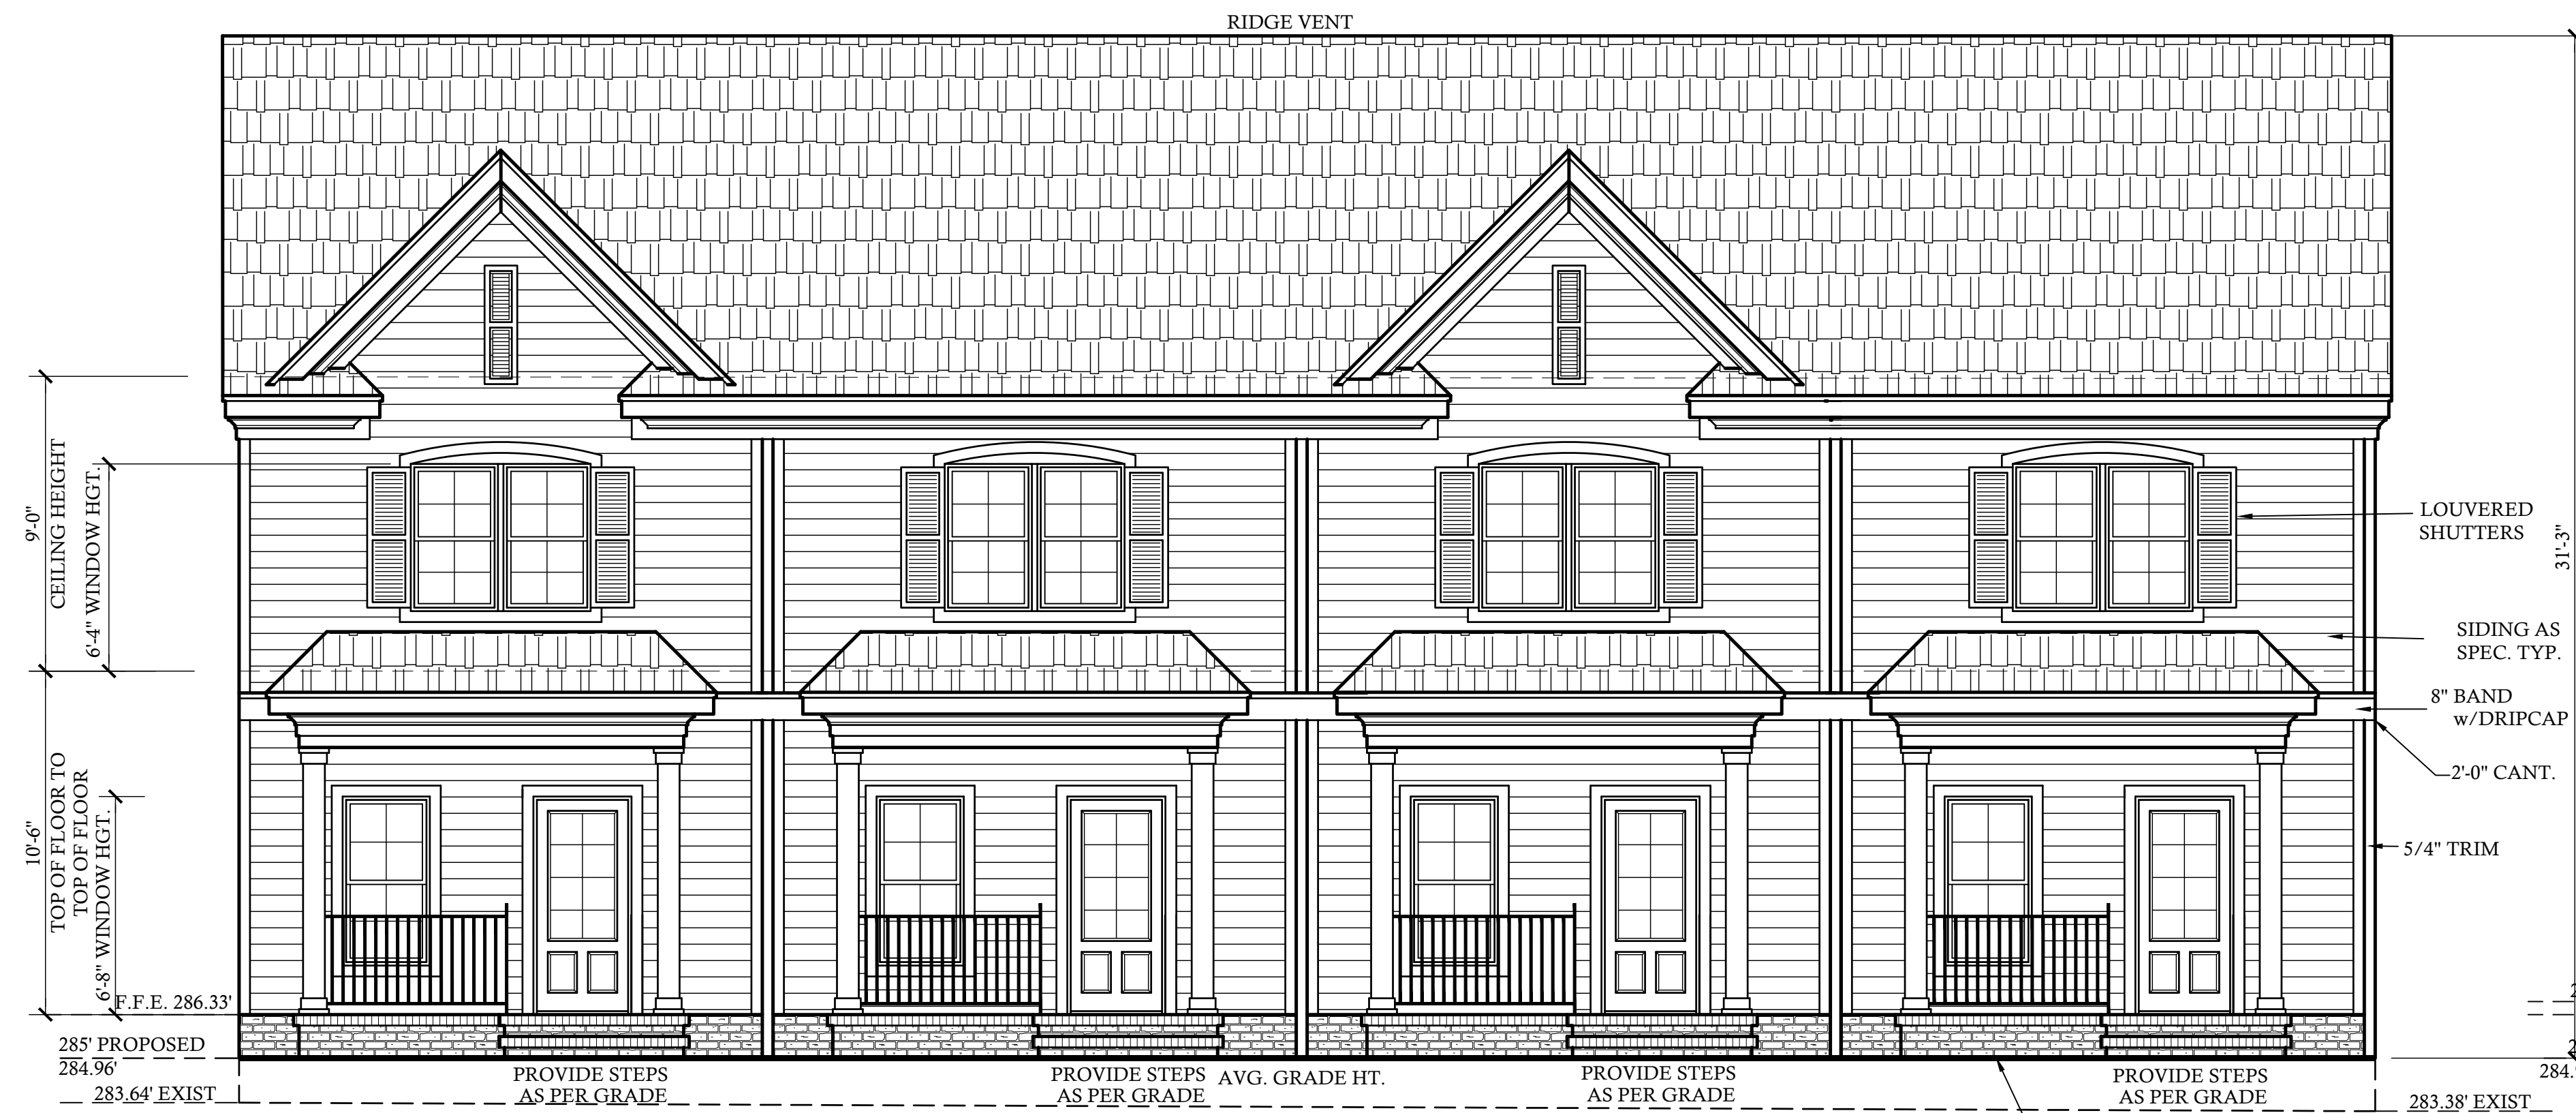 RIDGE VENT
9'-0"
CEILING HEIGHT
6'-4" WINDOW HGT.
10'-6"
TOP OF FLOOR TO
TOP OF FLOOR
6'-8" WINDOW HGT.
F.F.E. 286.33'
285' PROPOSED
284.96'
283.64' EXIST
PROVIDE STEPS
AS PER GRADE
PROVIDE STEPS
AS PER GRADE
AVG. GRADE HT.
PROVIDE STEPS
AS PER GRADE
PROVIDE STEPS
AS PER GRADE
LOUVERED
SHUTTERS
31'-3"
SIDING AS
SPEC. TYP.
8" BAND
w/DRIPCAP
2'-0" CANT.
5/4" TRIM
283.38' EXIST